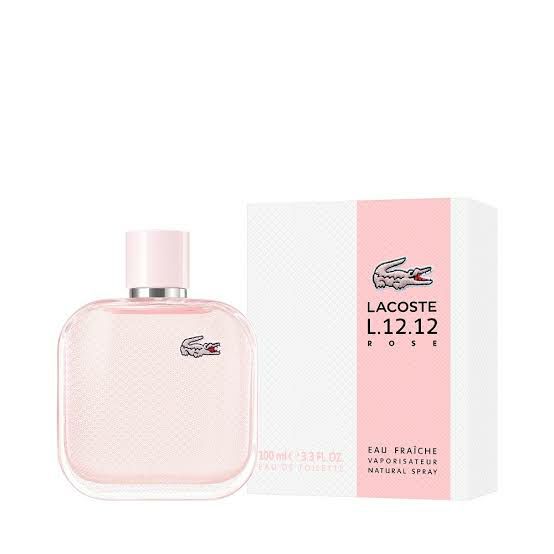 LACOSTE
L.12.12
ROSE
100 ml e 3.3 FL.OZ.
EAU DE TOILETTE
EAU FRAÎCHE
VAPORISATEUR
NATURAL SPRAY